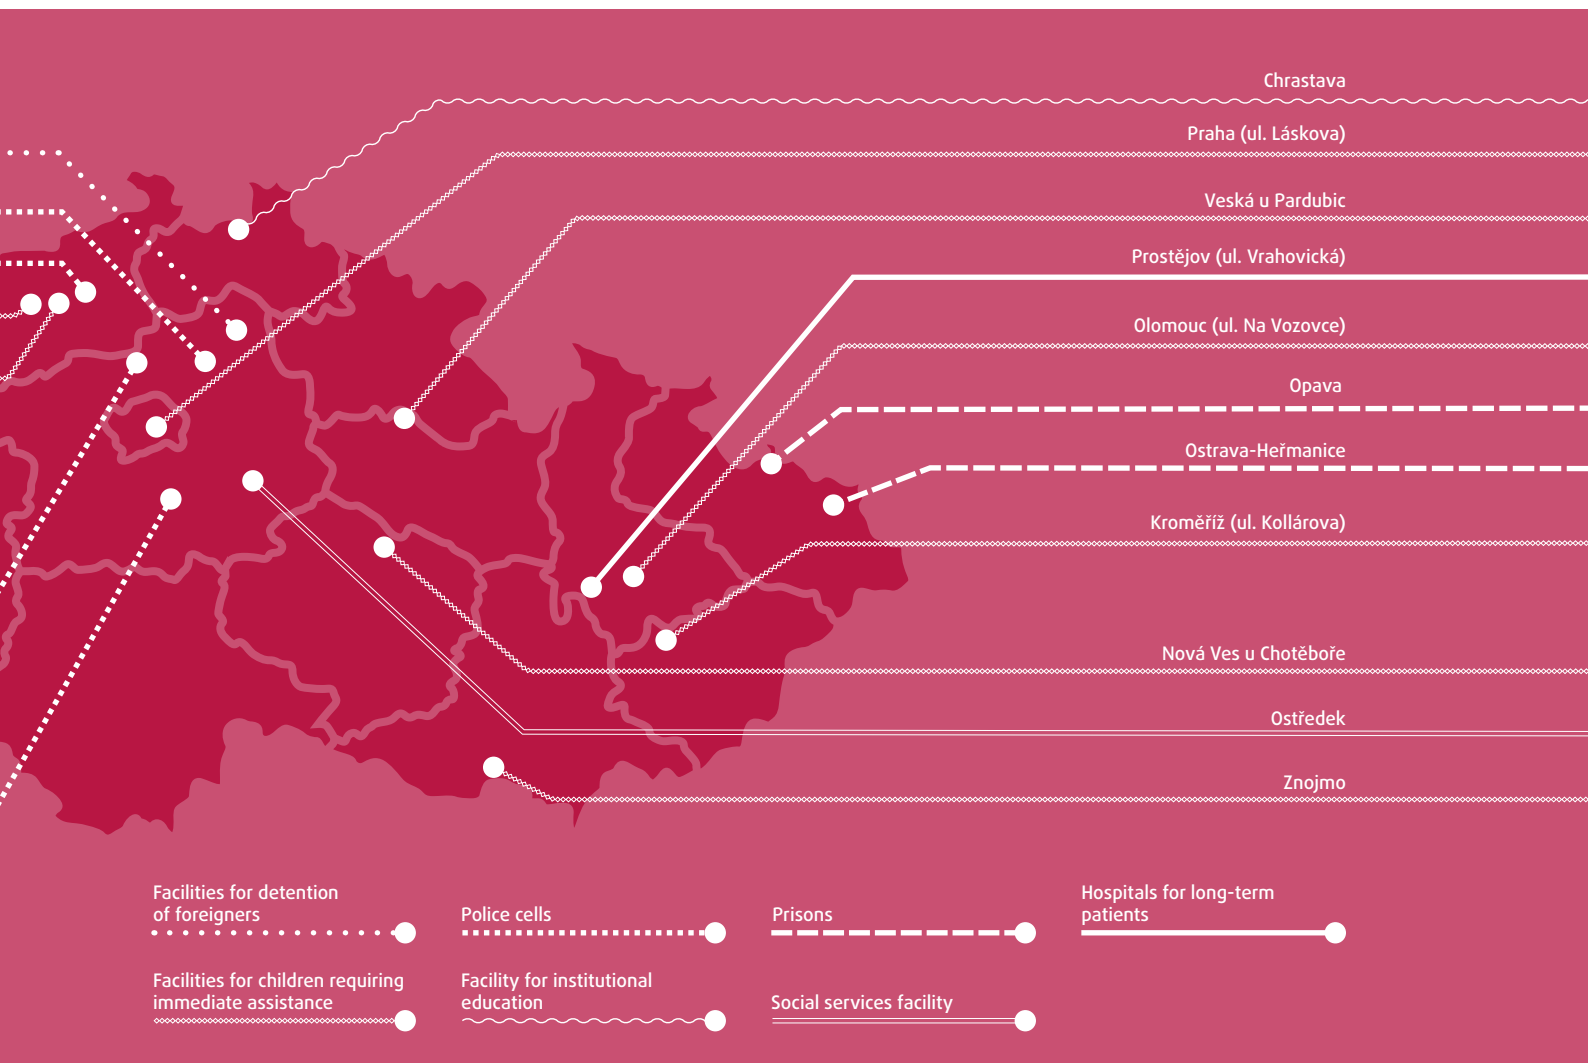 Chrastava
Praha (ul. Láskova)
Veská u Pardubic
Prostějov (ul. Vrahovická)
Olomouc (ul. Na Vozovce)
Opava
Ostrava-Heřmanice
Kroměříž (ul. Kollárova)
Nová Ves u Chotěboře
Ostředek
Znojmo
Facilities for detention
of foreigners
Police cells
Prisons
Hospitals for long-term
patients
Facilities for children requiring
immediate assistance
Facility for institutional
education
Social services facility